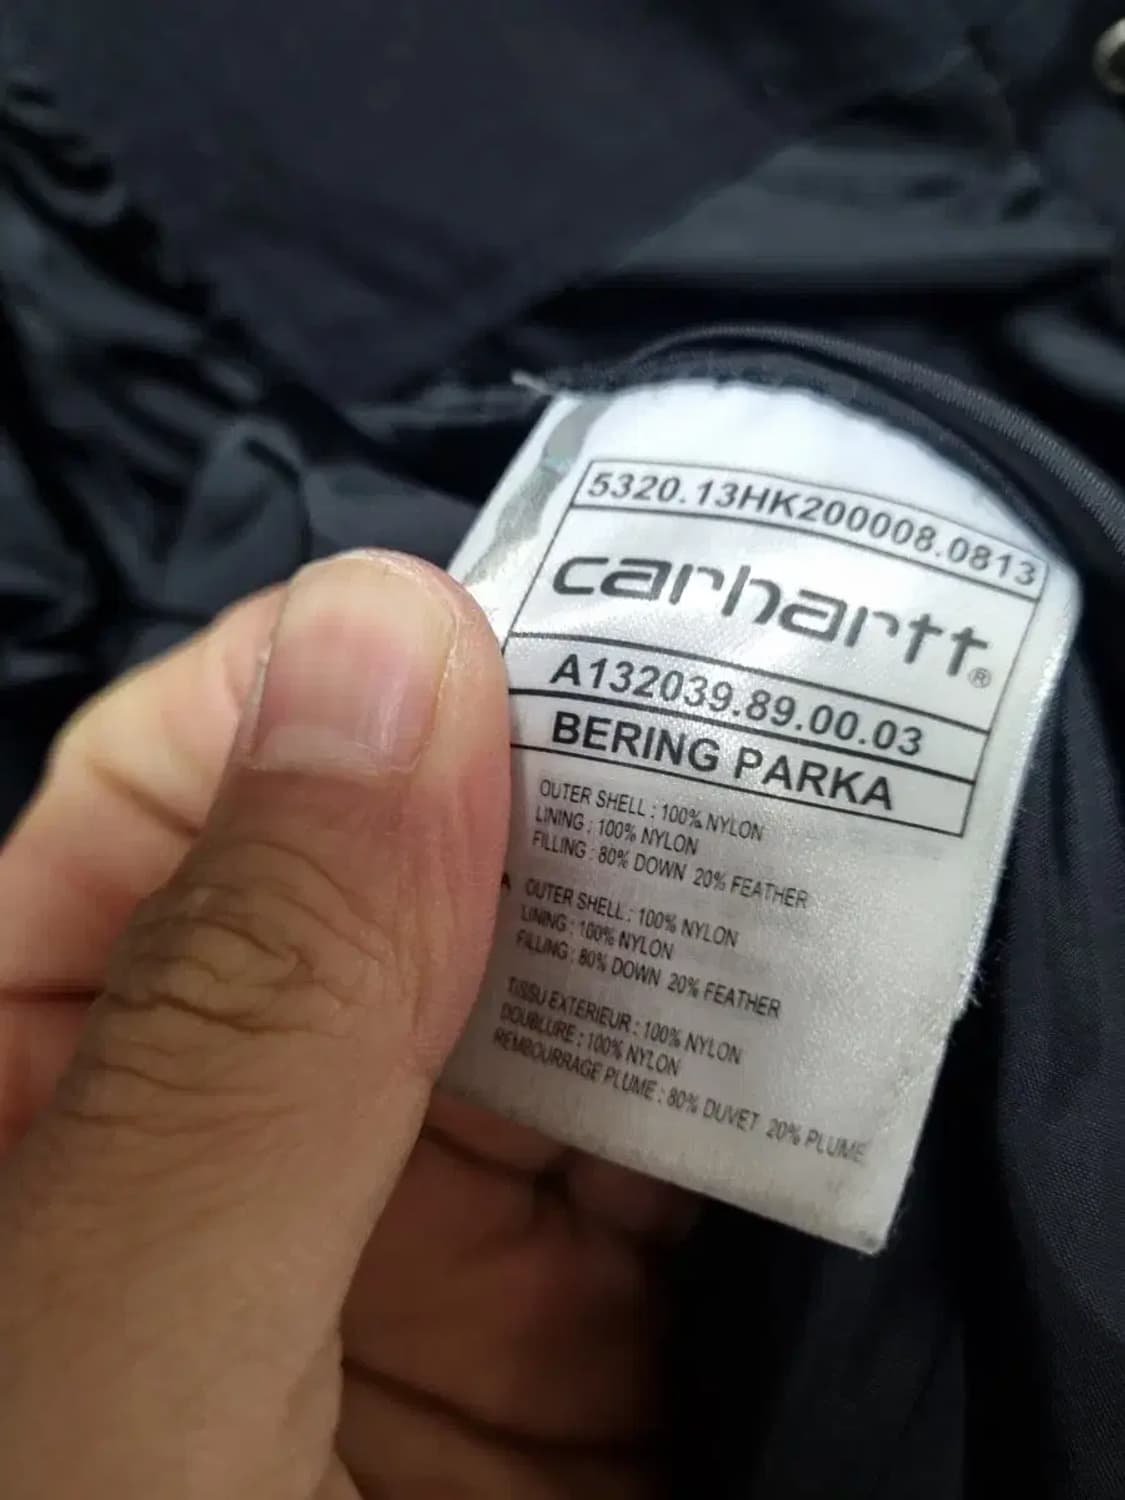 5320.13HK200008.0813
carhartt®
A132039.89.00.03
BERING PARKA
OUTER SHELL : 100% NYLON
LINING : 100% NYLON
FILLING : 80% DOWN 20% FEATHER
A OUTER SHELL : 100% NYLON
LINING : 100% NYLON
FILLING : 80% DOWN 20% FEATHER
TISSU EXTERIEUR : 100% NYLON
DOUBLURE : 100% NYLON
REMBOURRAGE PLUME : 80% DUVET 20% PLUME